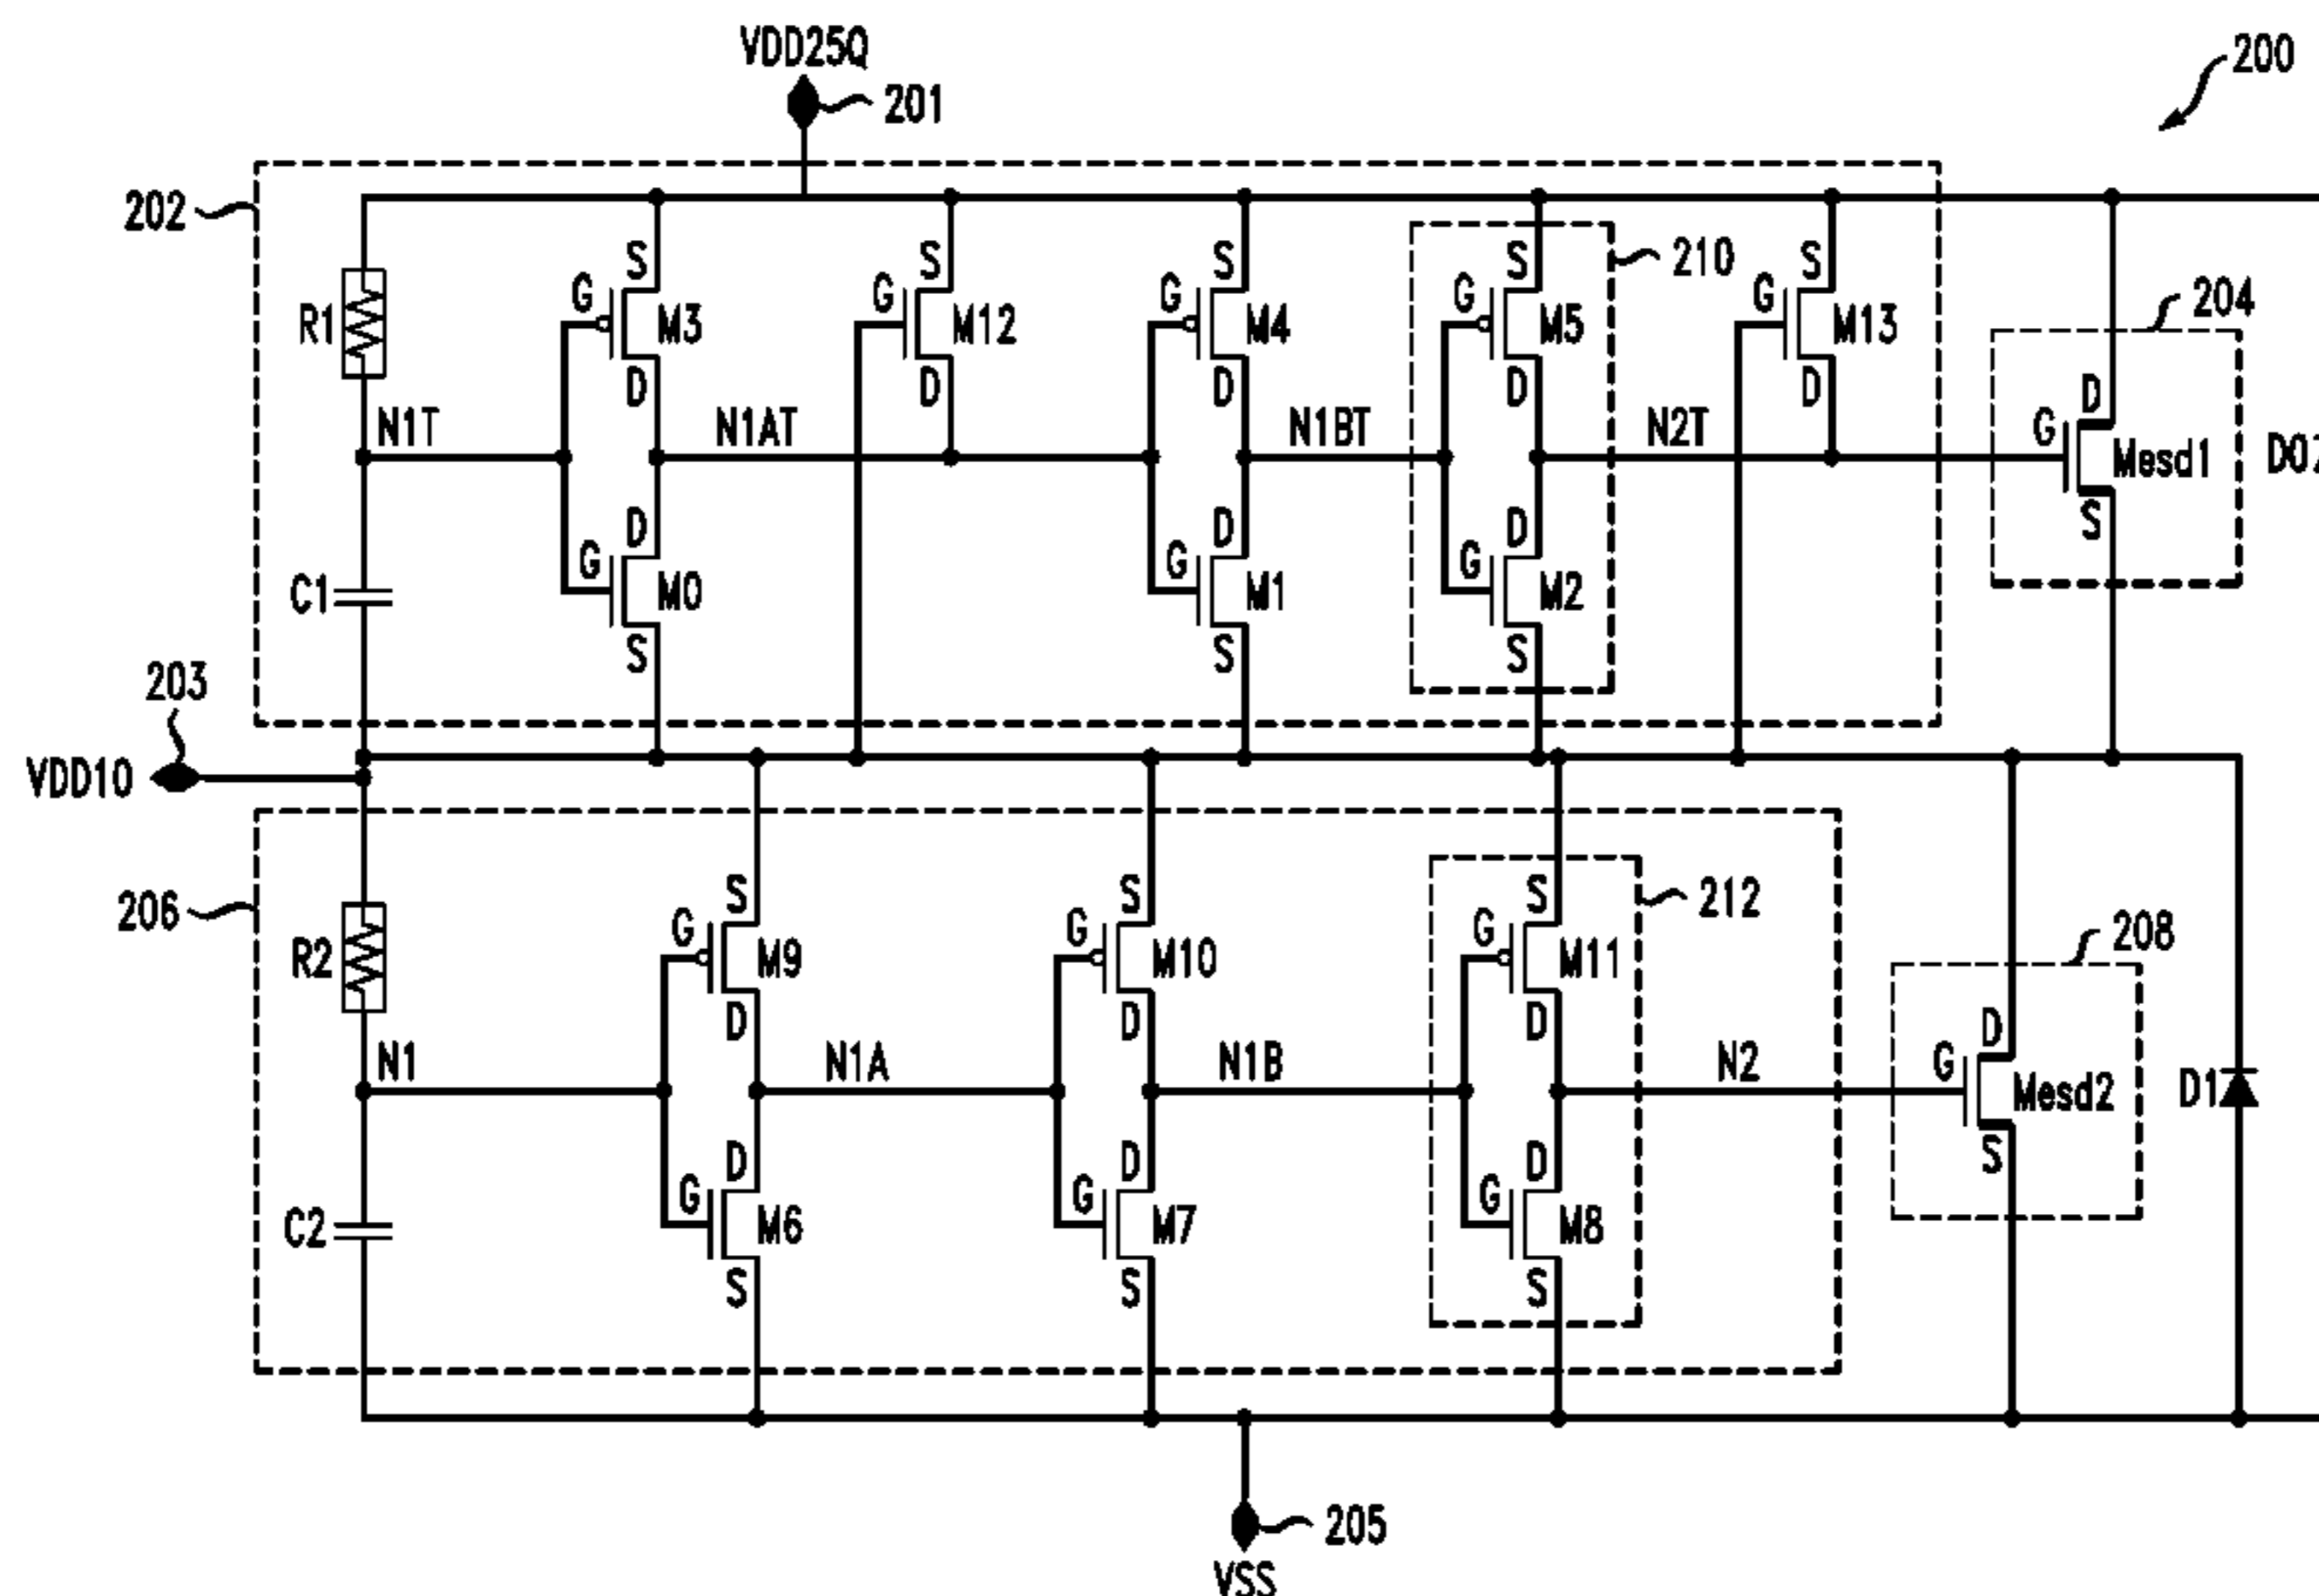 VDD25Q
201
200
202
S S S S S
210
G G G G G
R1 M3 M12 M4 M5 M13
204
D D D D D
D
N1T N1AT N1BT N2T
G
Mesd1
D D D
S
G G G
C1 M0 M1 M2
S S S
203
VDD10
206
S S S
212
G G G
R2 M9 M10 M11
208
D D D
D
N1 N1A N1B N2
G
Mesd2
D1
D D D
S
G G G
C2 M6 M7 M8
S S S
205
VSS